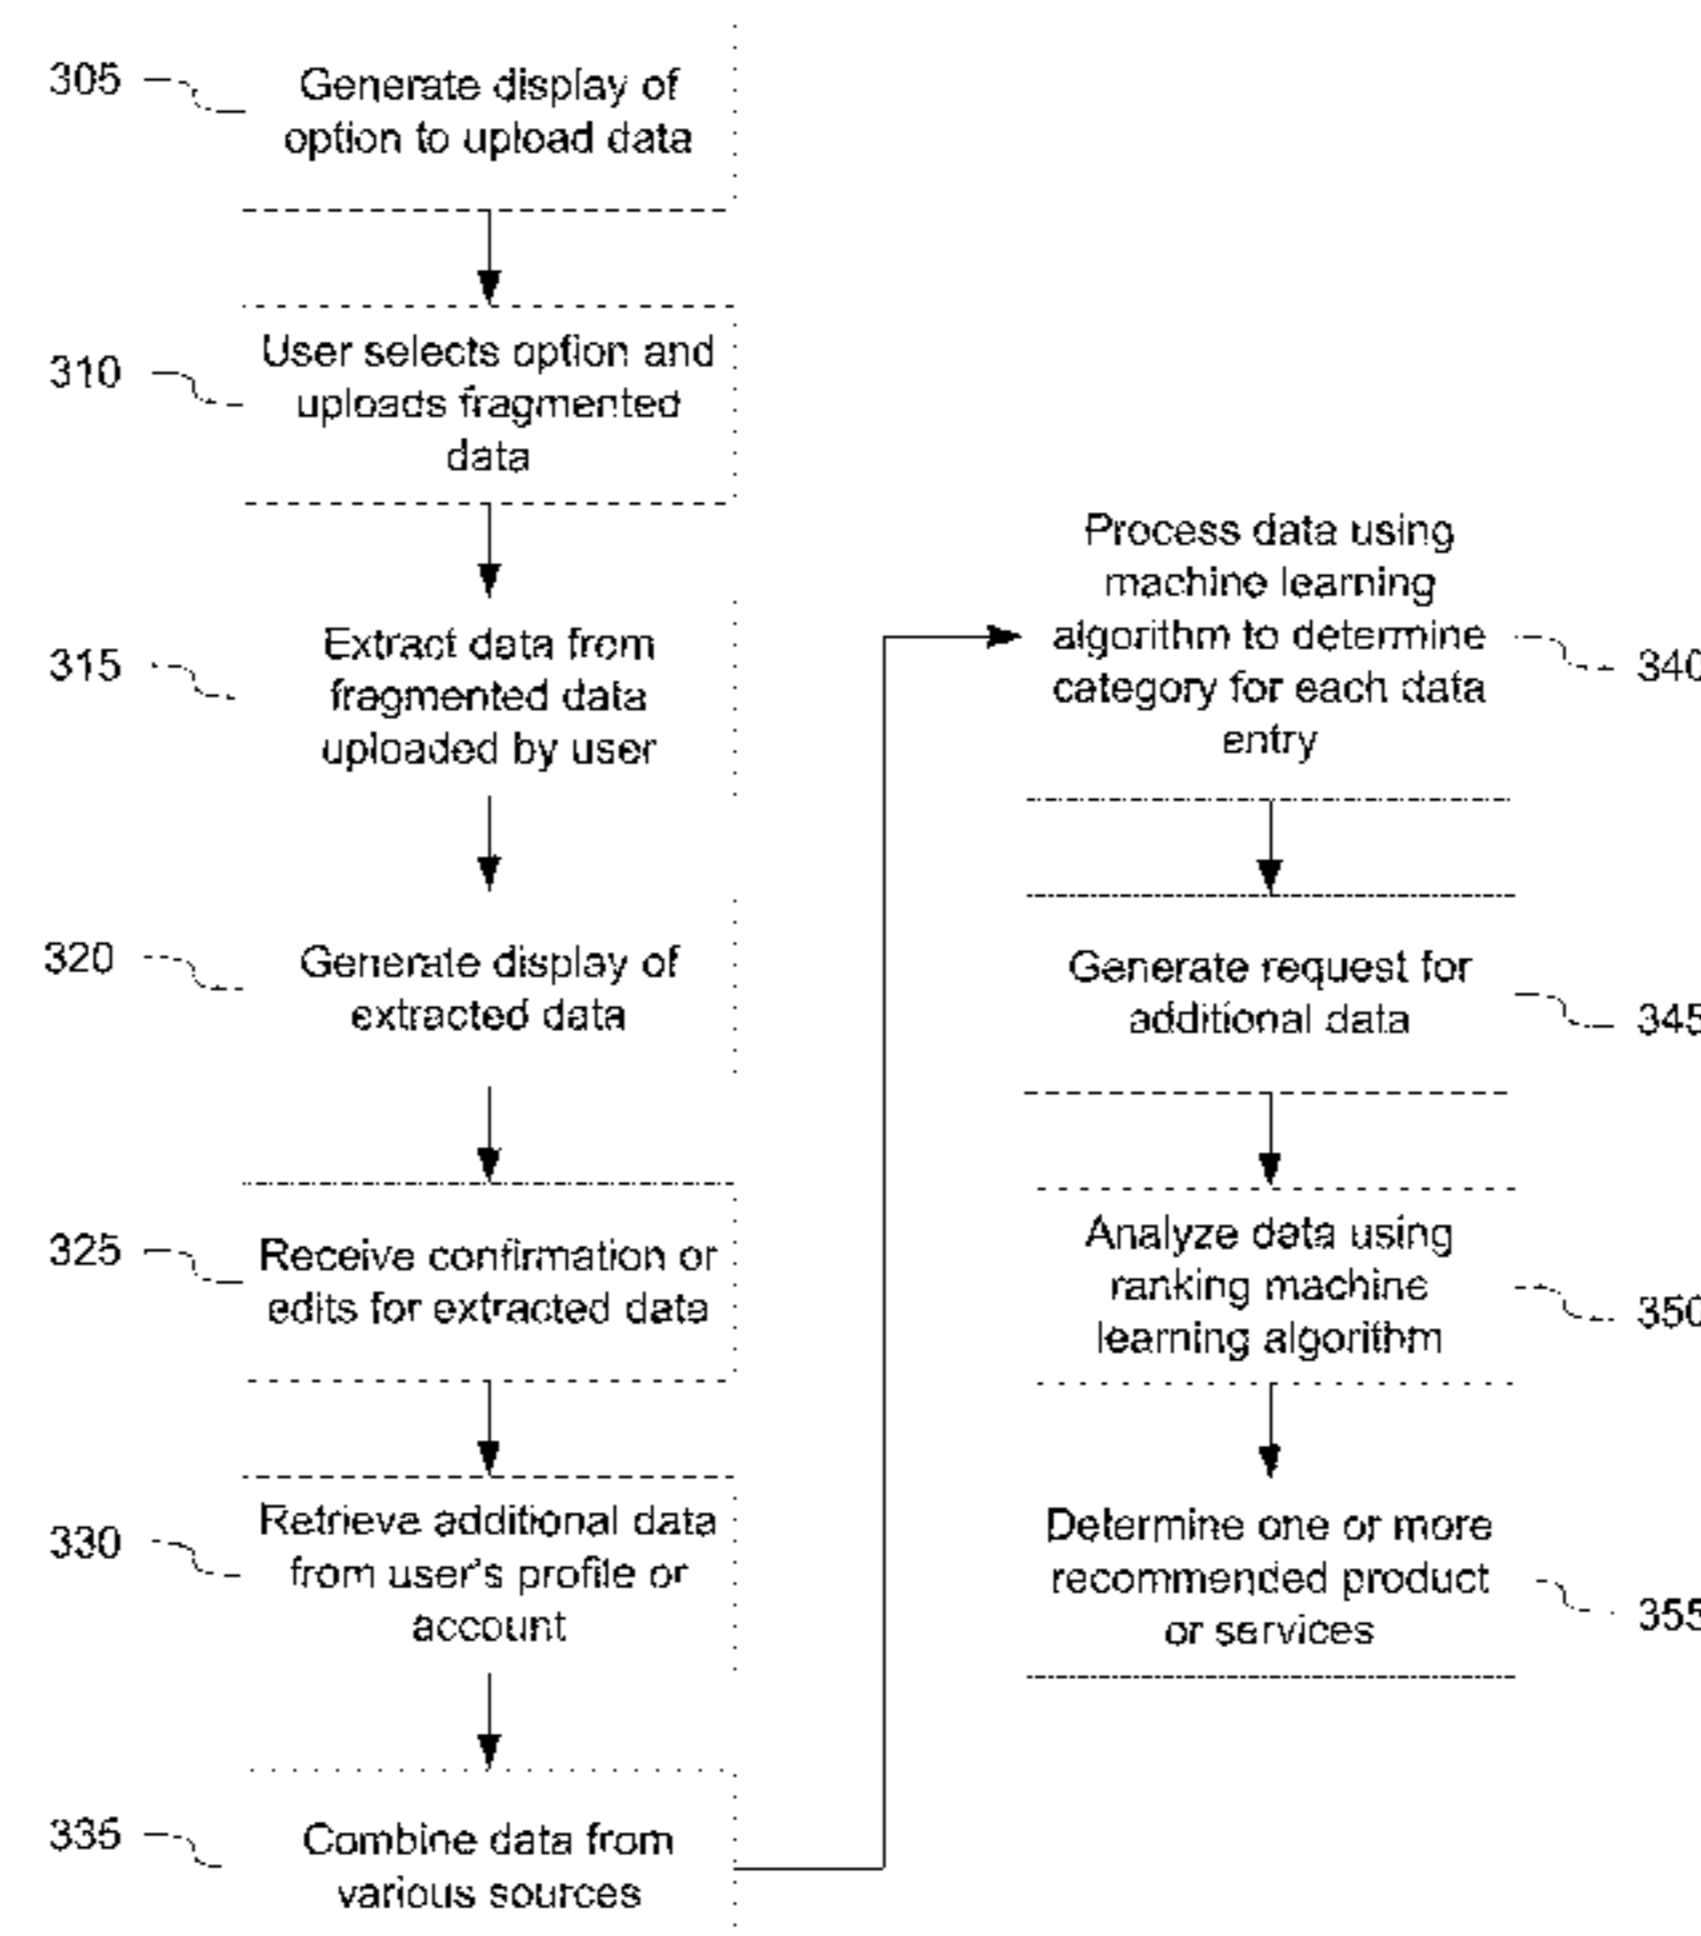 305
Generate display of
option to upload data
310
User selects option and
uploads fragmented
data
315
Extract data from
fragmented data
uploaded by user
320
Generate display of
extracted data
325
Receive confirmation or
edits for extracted data
330
Retrieve additional data
from user's profile or
account
335
Combine data from
various sources
Process data using
machine learning
algorithm to determine
category for each data
entry
340
Generate request for
additional data
345
Analyze data using
ranking machine
learning algorithm
350
Determine one or more
recommended product
or services
355